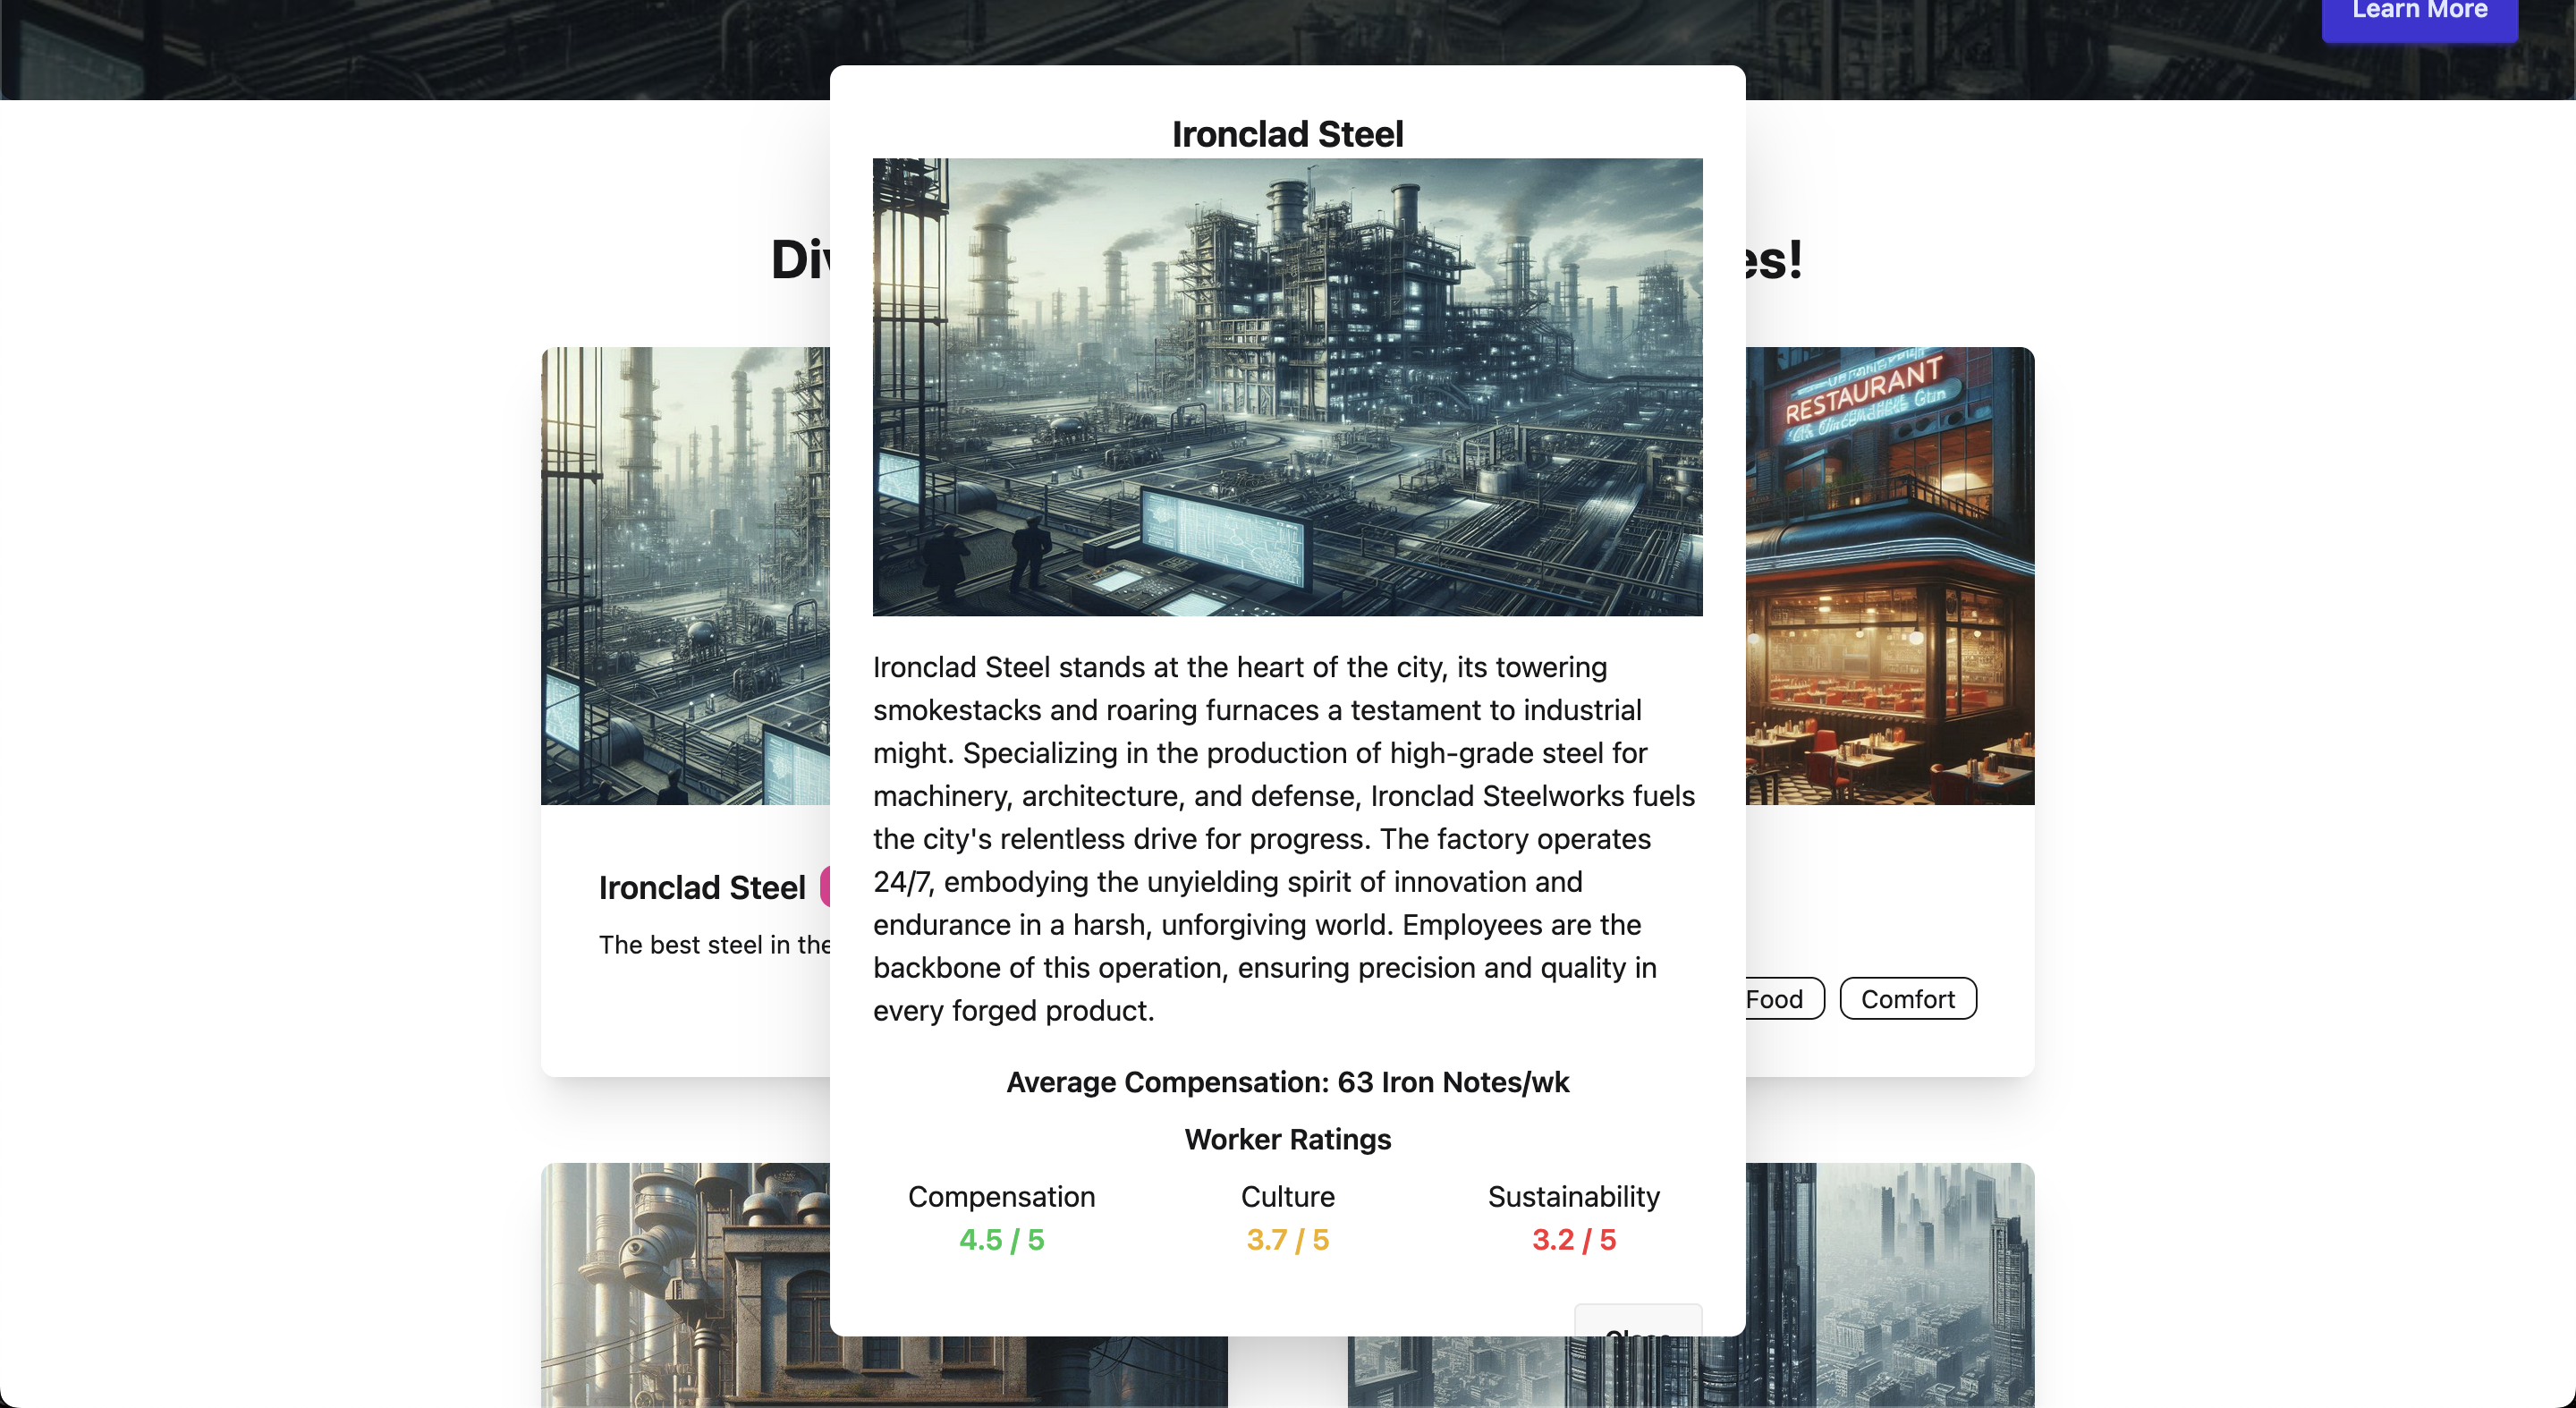 Learn More
Ironclad Steel
es!
RESTAURANT
Ironclad Steel stands at the heart of the city, its towering
smokestacks and roaring furnaces a testament to industrial
might. Specializing in the production of high-grade steel for
machinery, architecture, and defense, Ironclad Steelworks fuels
the city's relentless drive for progress. The factory operates
24/7, embodying the unyielding spirit of innovation and
endurance in a harsh, unforgiving world. Employees are the
backbone of this operation, ensuring precision and quality in
every forged product.
Ironclad Steel
The best steel in the
Food
Comfort
Average Compensation: 63 Iron Notes/wk
Worker Ratings
Compensation Culture Sustainability
4.5 / 5 3.7 / 5 3.2 / 5
Close